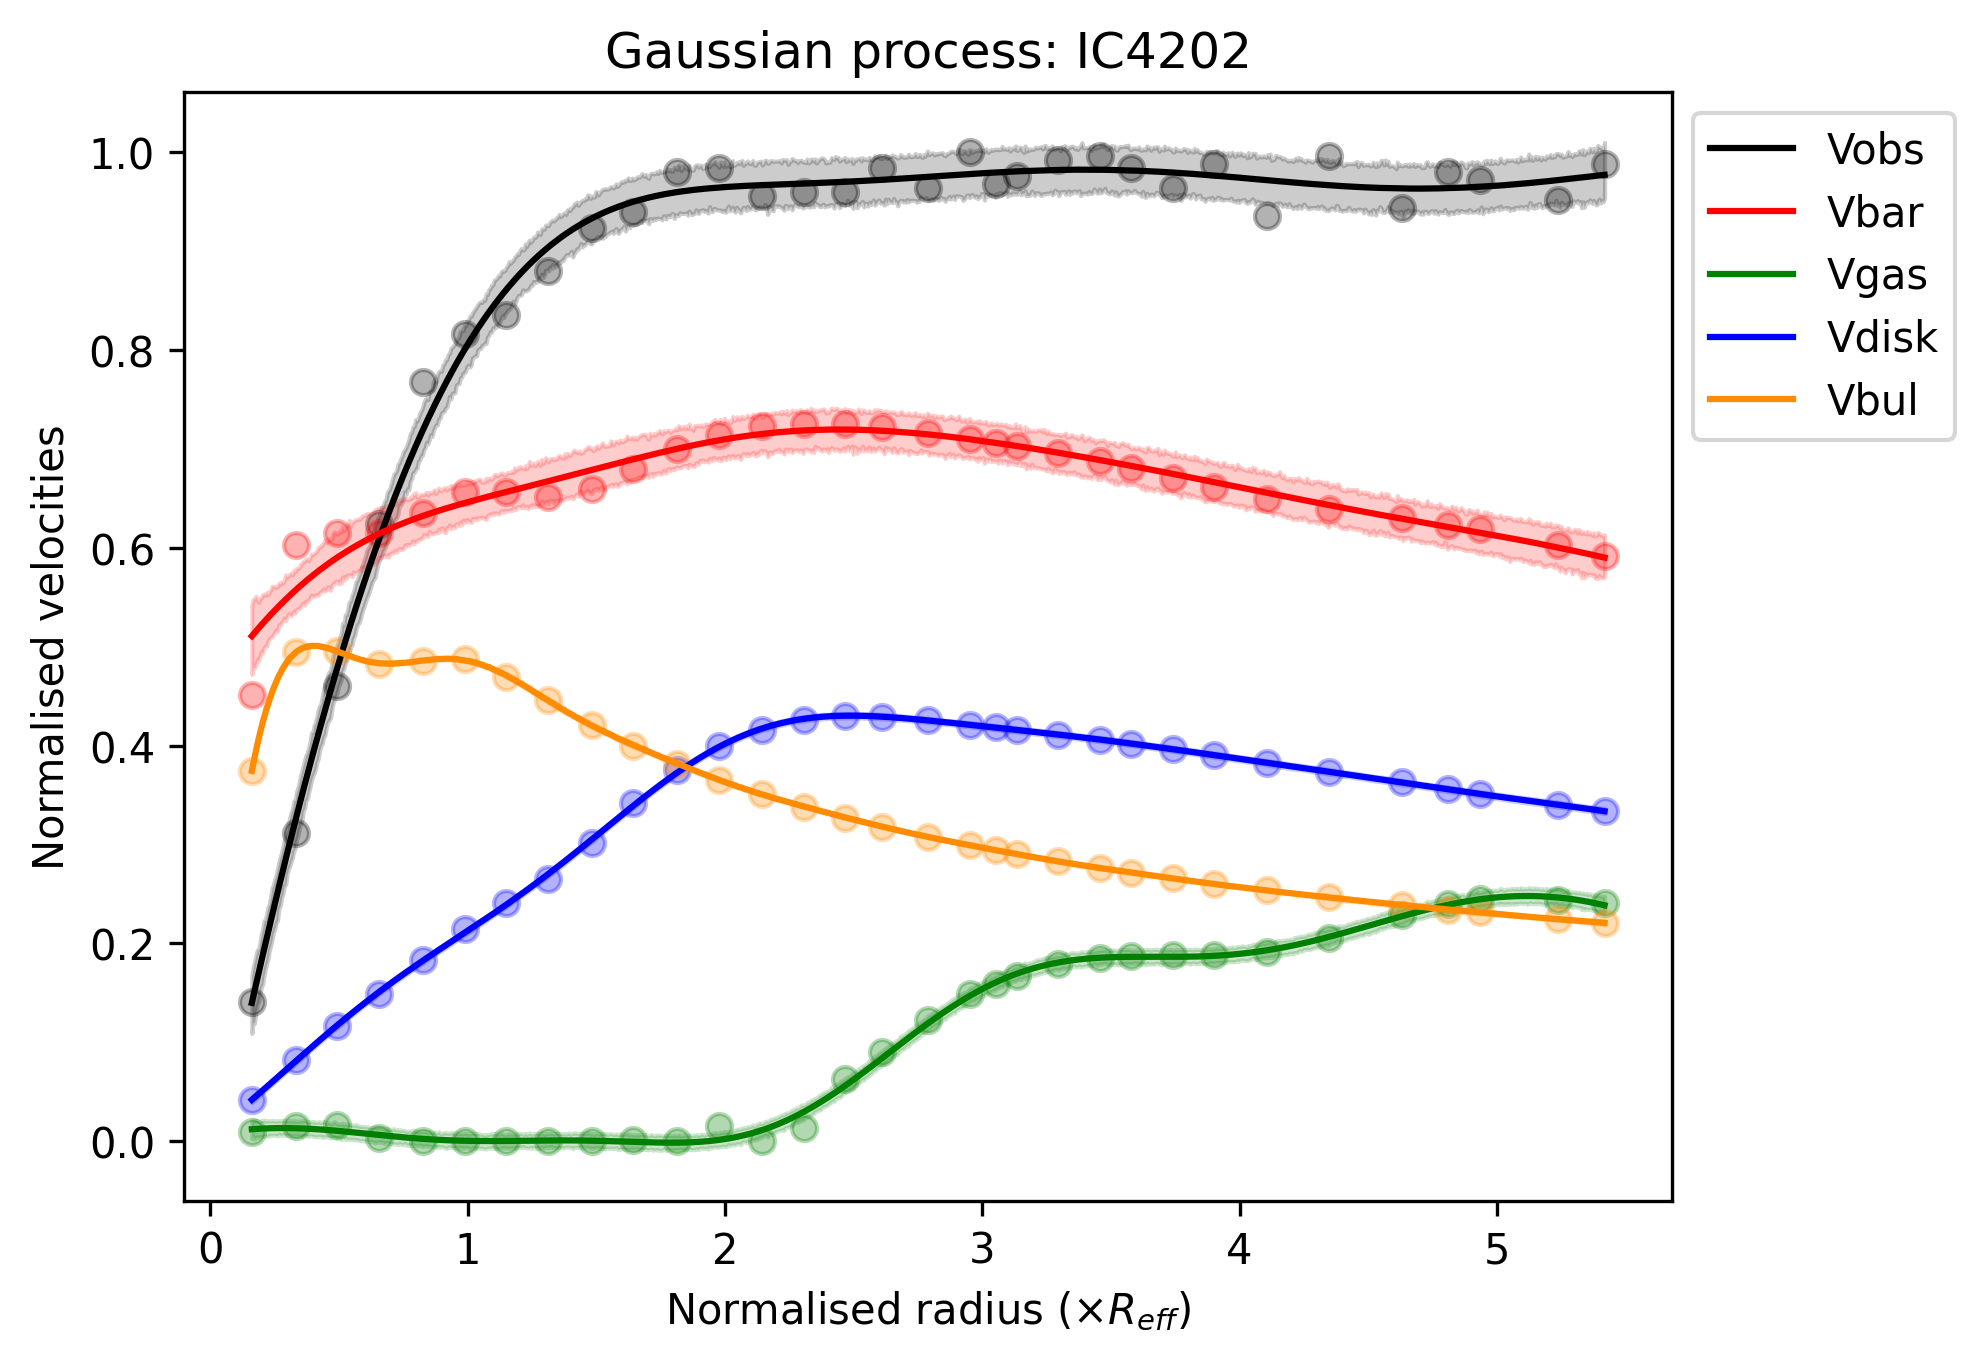 Gaussian process: IC4202
1.0
0.8
0.6
0.4
0.2
0.0
Normalised velocities
0 1 2 3 4 5
Normalised radius (×R_eff)
Vobs
Vbar
Vgas
Vdisk
Vbul